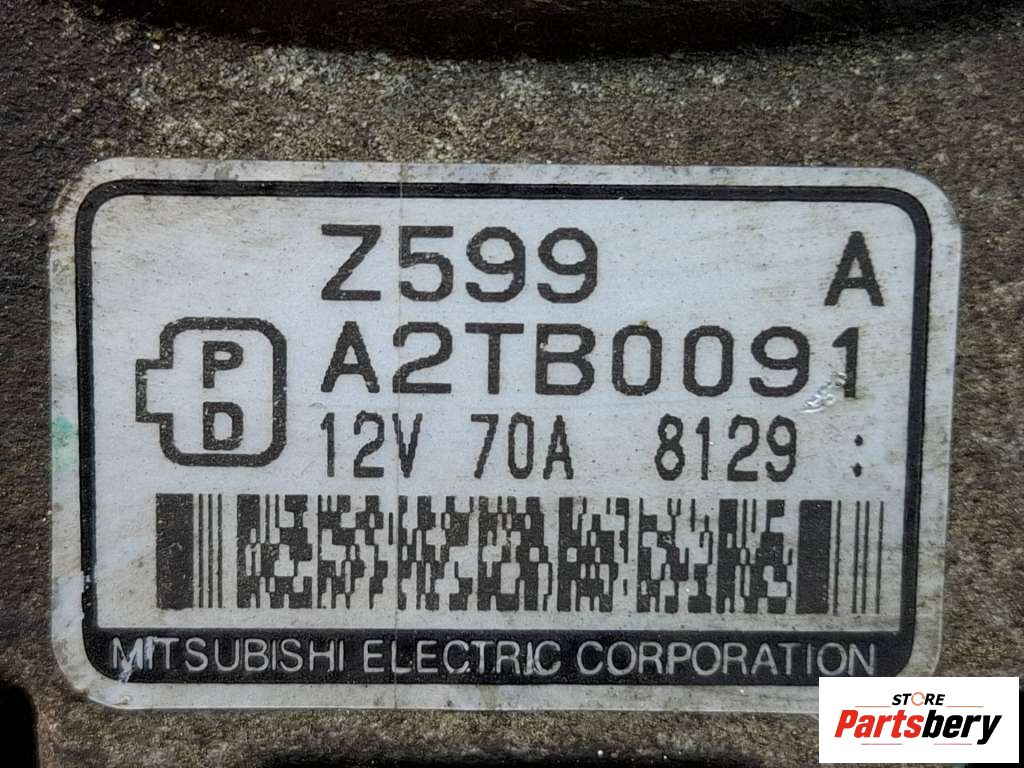 Z599 A
P A2TB0091
D 12V 70A 8129 :
MITSUBISHI ELECTRIC CORPORATION
STORE
Partsbery